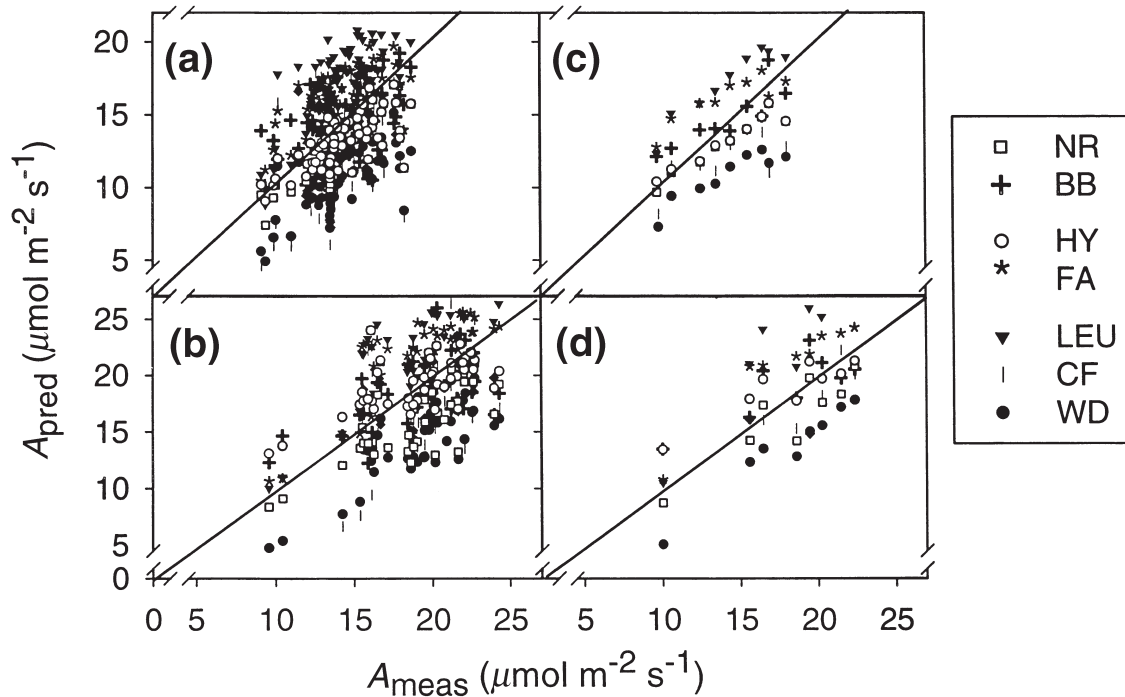 20
15
10
5
(a)
(c)
25
20
15
10
5
0
(b)
(d)
0 5 10 15 20 25
5 10 15 20 25
Apred (μmol m⁻² s⁻¹)
Ameas (μmol m⁻² s⁻¹)
NR
BB
HY
FA
LEU
CF
WD